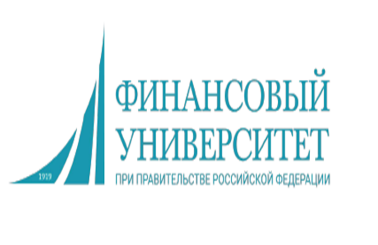 ФИНАНСОВЫЙ
УНИВЕРСИТЕТ
ПРИ ПРАВИТЕЛЬСТВЕ РОССИЙСКОЙ ФЕДЕРАЦИИ
1919